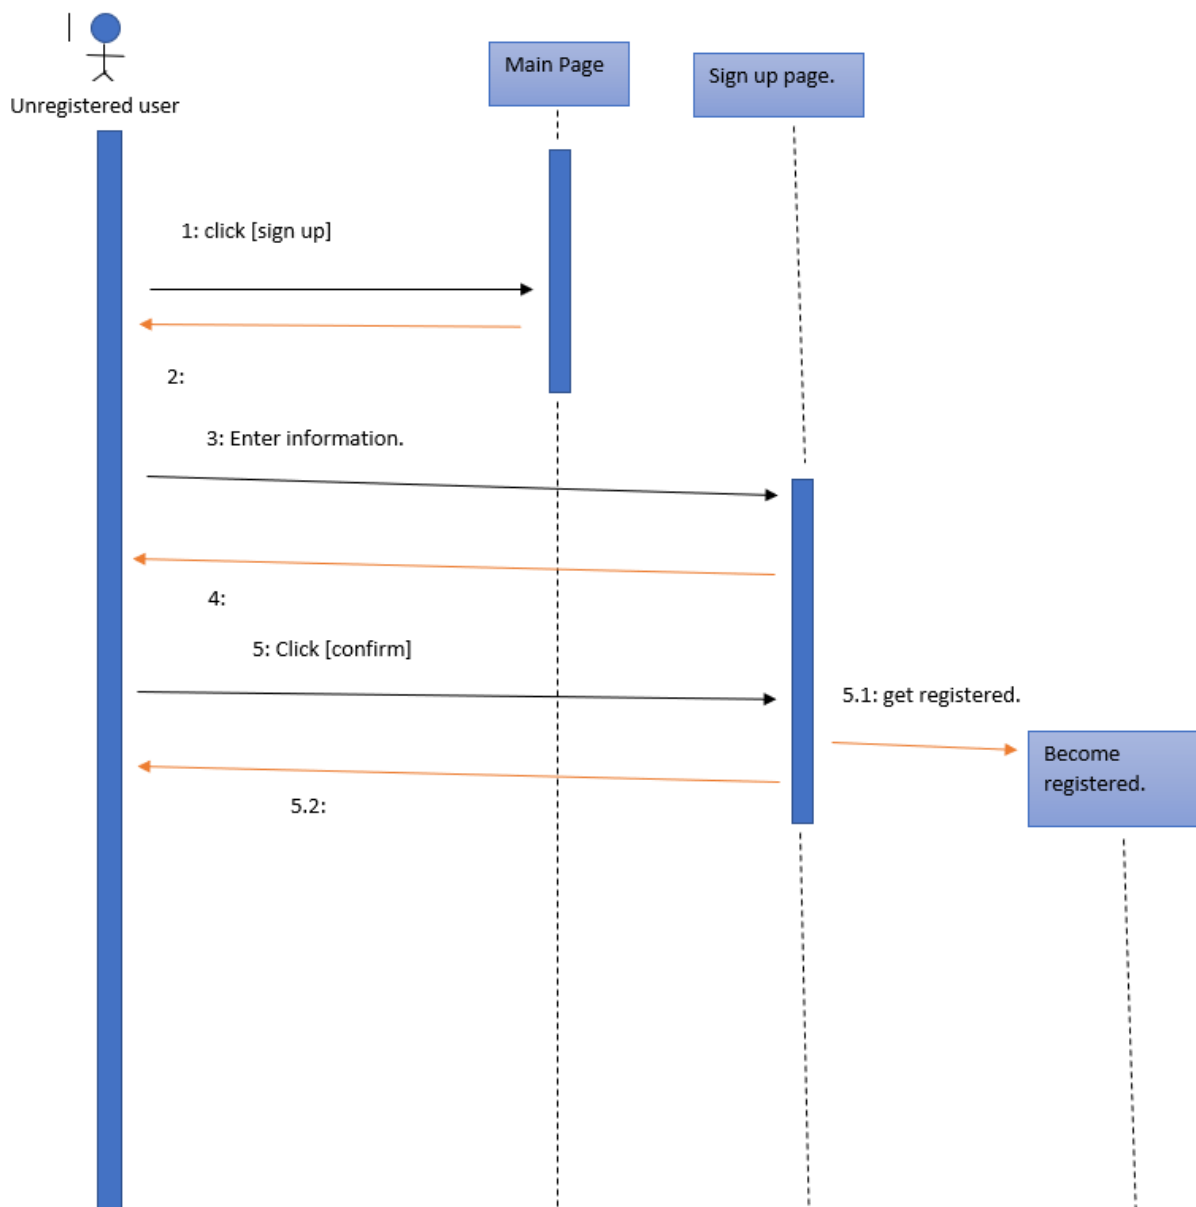 Unregistered user
Main Page
Sign up page.
1: click [sign up]
2:
3: Enter information.
4:
5: Click [confirm]
5.1: get registered.
Become
registered.
5.2: